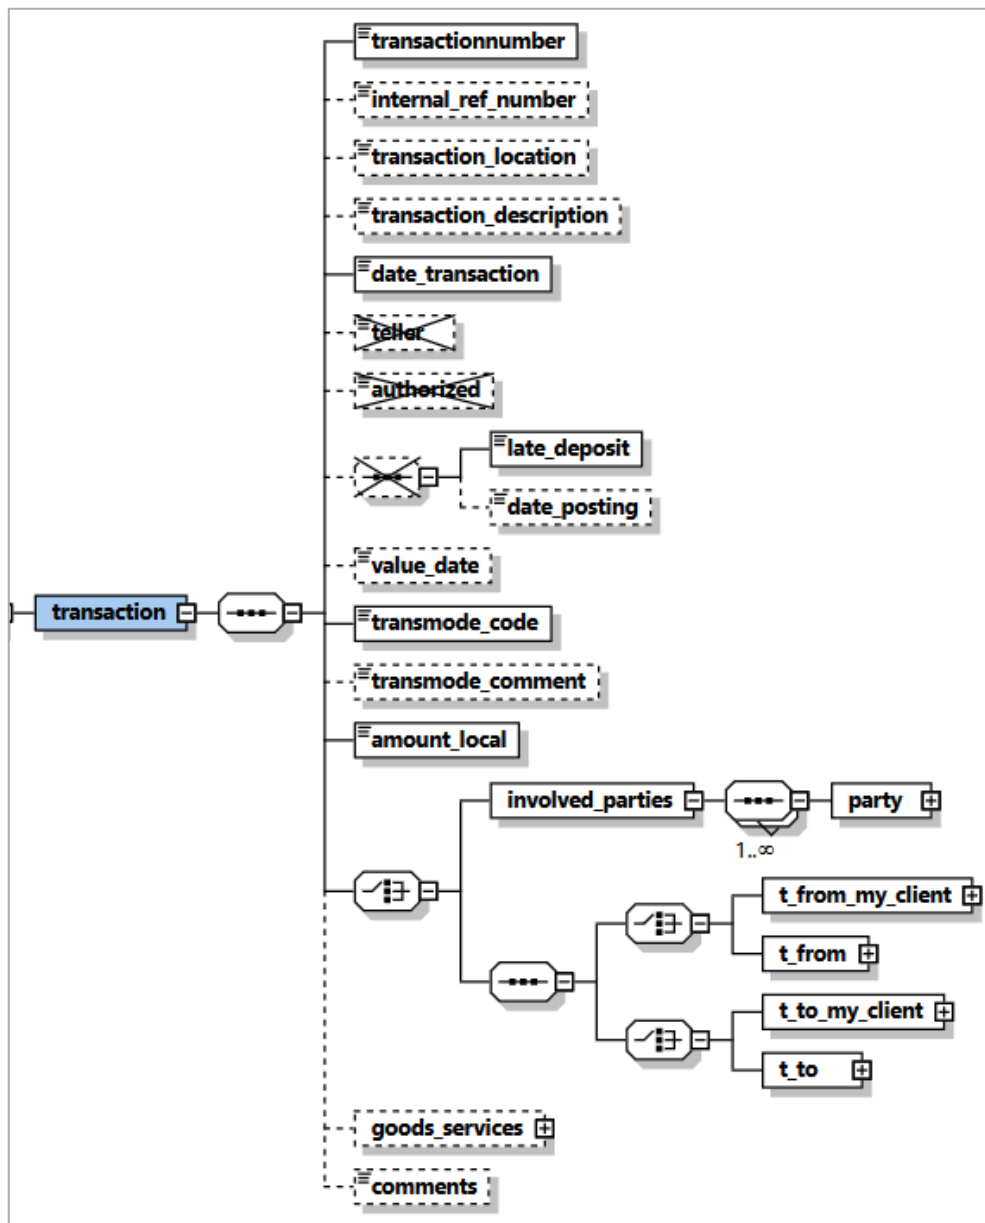 transactionnumber
internal_ref_number
transaction_location
transaction_description
date_transaction
teller
authorized
late_deposit
date_posting
value_date
transaction
transmode_code
transmode_comment
amount_local
involved_parties
party
1..∞
t_from_my_client
t_from
t_to_my_client
t_to
goods_services
comments